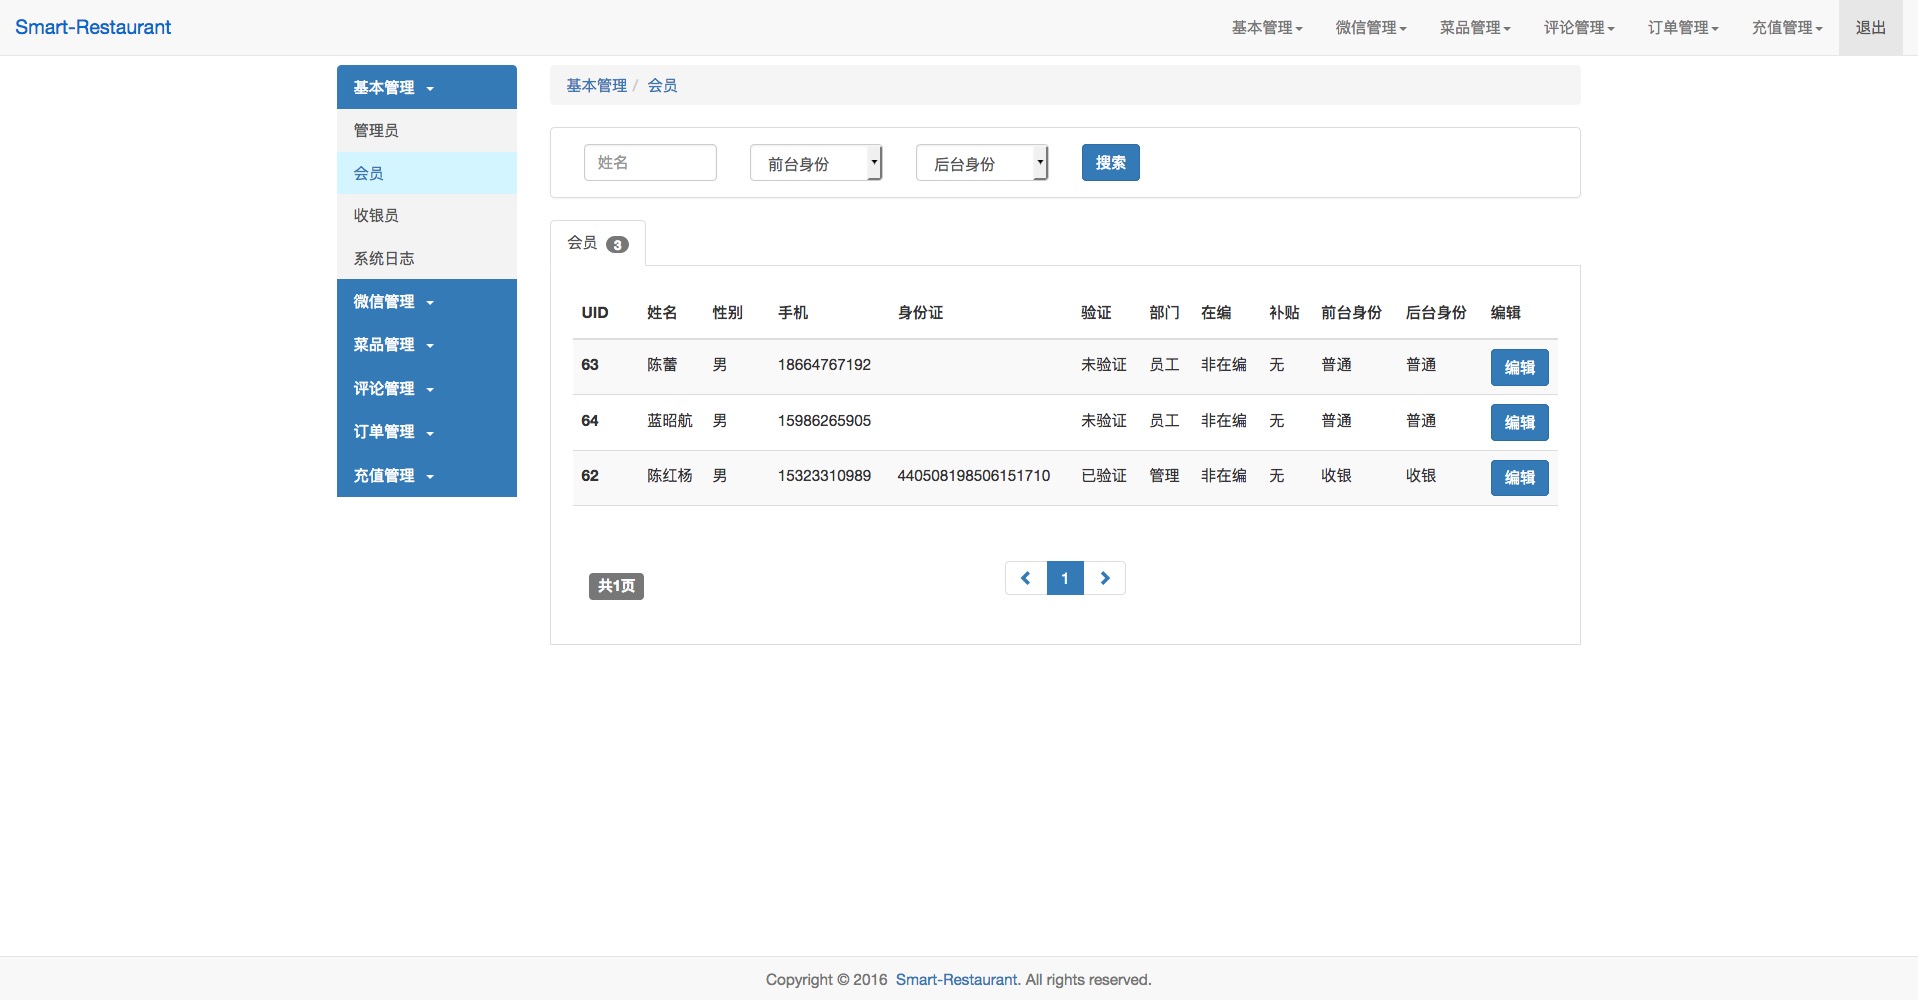 Smart-Restaurant 基本管理 微信管理 菜品管理 评论管理 订单管理 充值管理 退出
基本管理
管理员
会员
收银员
系统日志
微信管理
菜品管理
评论管理
订单管理
充值管理
基本管理 / 会员
姓名 前台身份 后台身份 搜索
会员 3
UID 姓名 性别 手机 身份证 验证 部门 在编 补贴 前台身份 后台身份 编辑
63 陈蕾 男 18664767192 未验证 员工 非在编 无 普通 普通 编辑
64 蓝昭航 男 15986265905 未验证 员工 非在编 无 普通 普通 编辑
62 陈红杨 男 15323310989 440508198506151710 已验证 管理 非在编 无 收银 收银 编辑
共1页 1
Copyright © 2016 Smart-Restaurant. All rights reserved.